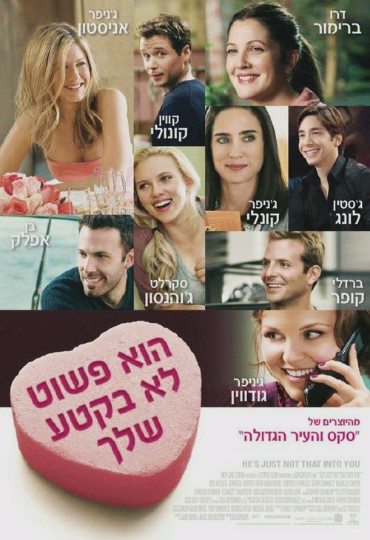 ג'ניפר
אניסטון
דרו
ברימור
קווין
קונולי
ג'ניפר
קונלי
ג'סטין
לונג
בן
אפלק
סקרלט
ג'והנסון
ברדלי
קופר
הוא פשוט
לא בקטע
שלך
ג'ניפר
גודווין
מהיוצרים של
"סקס והעיר הגדולה"
HE'S JUST NOT THAT INTO YOU